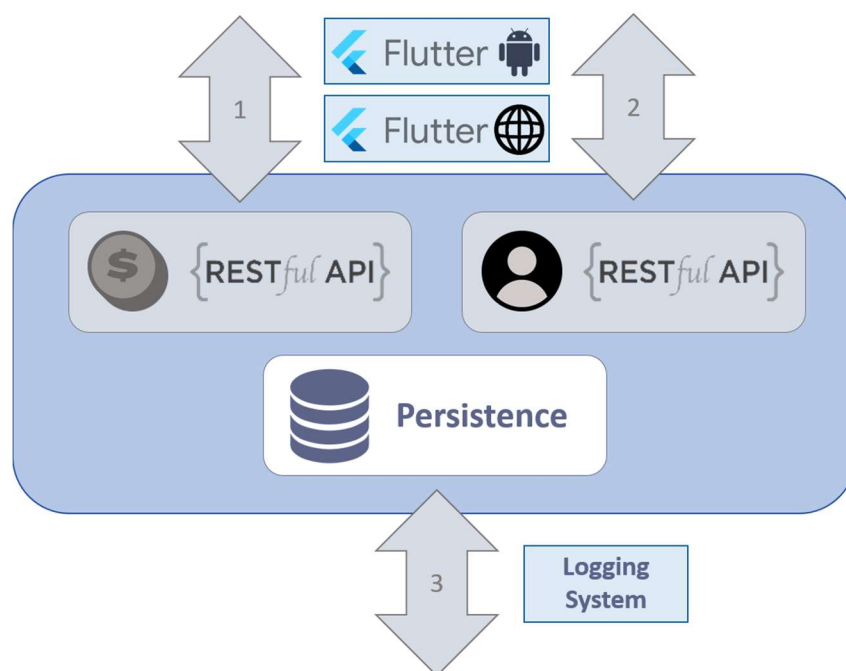 Flutter
1
2
Flutter
$
{RESTful API}
{RESTful API}
Persistence
3
Logging
System